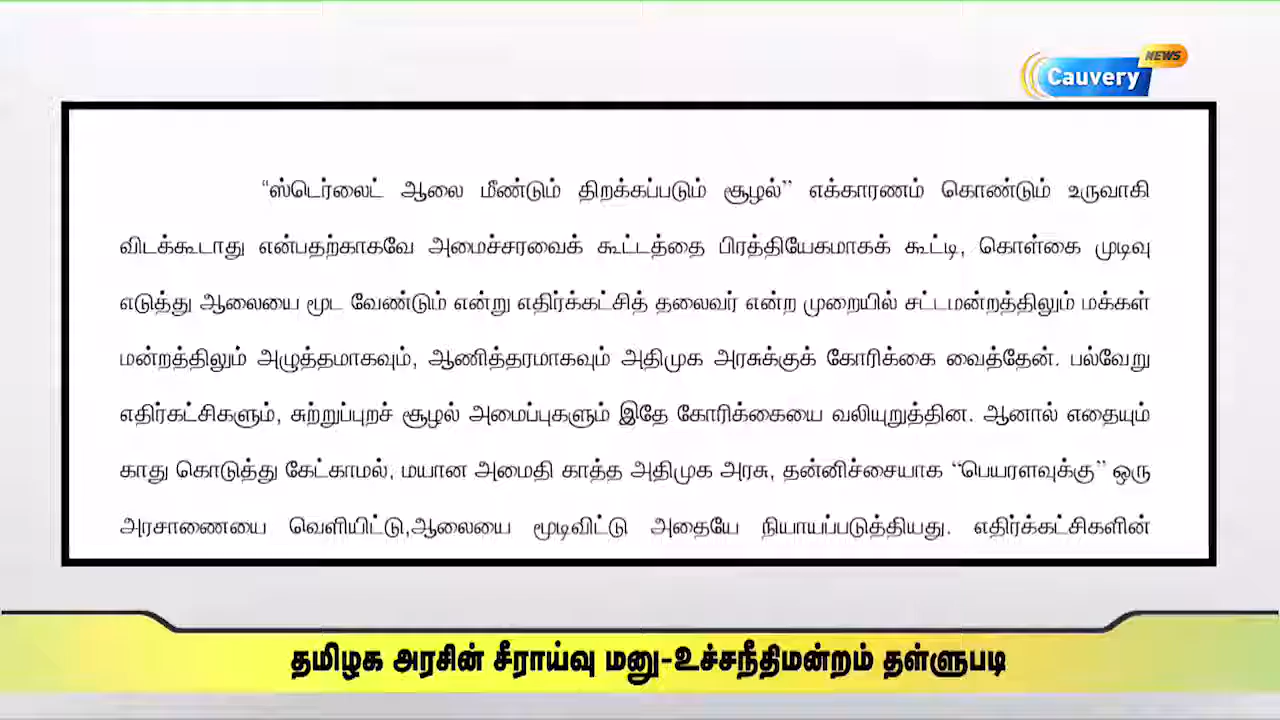 NEWS
Cauvery
“ஸ்டெர்லைட் ஆலை மீண்டும் திறக்கப்படும் சூழல்” எக்காரணம் கொண்டும் உருவாகி
விடக்கூடாது என்பதற்காகவே அமைச்சரவைக் கூட்டத்தை பிரத்தியேகமாகக் கூட்டி, கொள்கை முடிவு
எடுத்து ஆலையை மூட வேண்டும் என்று எதிர்க்கட்சித் தலைவர் என்ற முறையில் சட்டமன்றத்திலும் மக்கள்
மன்றத்திலும் அழுத்தமாகவும், ஆணித்தரமாகவும் அதிமுக அரசுக்குக் கோரிக்கை வைத்தேன். பல்வேறு
எதிர்கட்சிகளும், சுற்றுப்புறச் சூழல் அமைப்புகளும் இதே கோரிக்கையை வலியுறுத்தின. ஆனால் எதையும்
காது கொடுத்து கேட்காமல், மயான அமைதி காத்த அதிமுக அரசு, தன்னிச்சையாக “பெயரளவுக்கு” ஒரு
அரசாணையை வெளியிட்டு,ஆலையை மூடிவிட்டு அதையே நியாயப்படுத்தியது. எதிர்க்கட்சிகளின்
தமிழக அரசின் சீராய்வு மனு-உச்சநீதிமன்றம் தள்ளுபடி